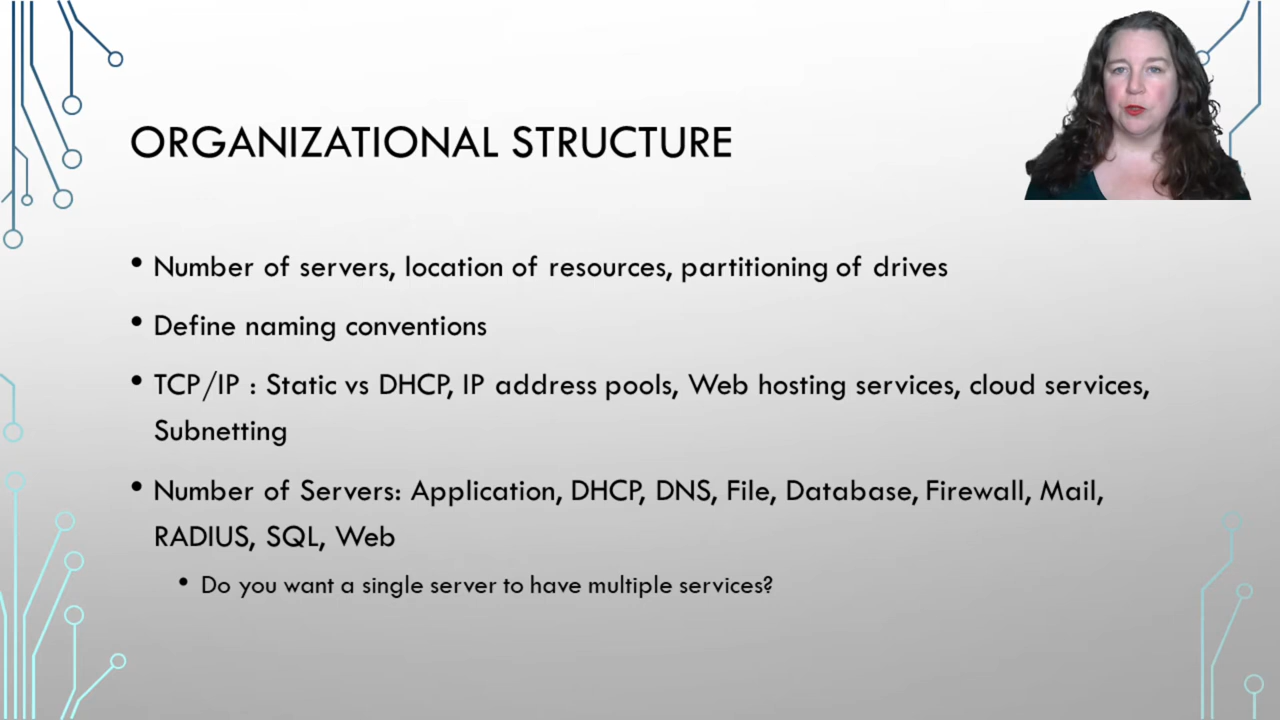 ORGANIZATIONAL STRUCTURE
• Number of servers, location of resources, partitioning of drives
• Define naming conventions
• TCP/IP : Static vs DHCP, IP address pools, Web hosting services, cloud services,
Subnetting
• Number of Servers: Application, DHCP, DNS, File, Database, Firewall, Mail,
RADIUS, SQL, Web
• Do you want a single server to have multiple services?